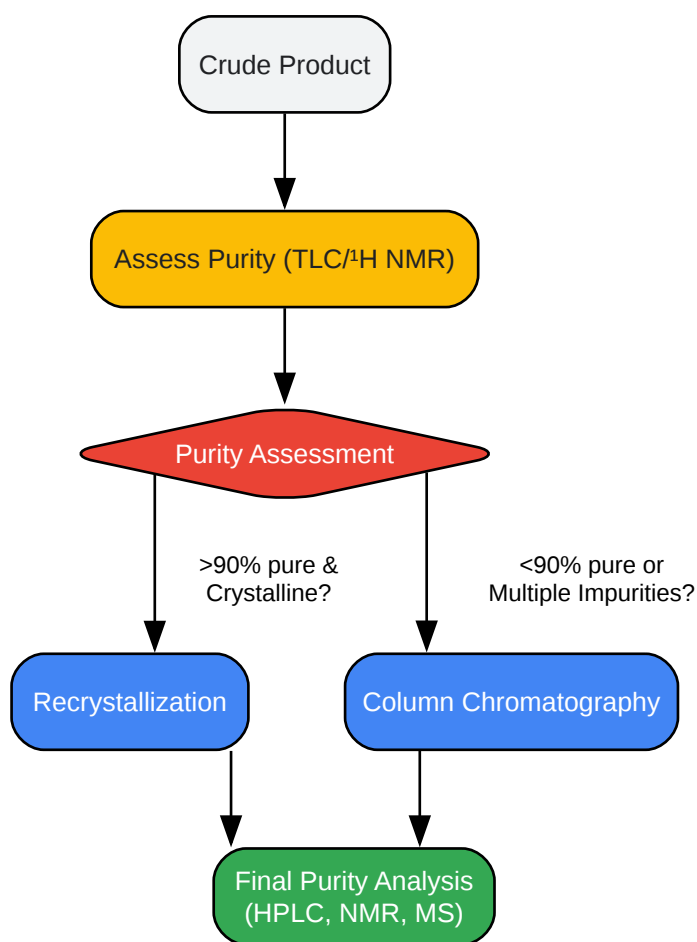 Crude Product
Assess Purity (TLC/¹H NMR)
Purity Assessment
>90% pure &
Crystalline?
<90% pure or
Multiple Impurities?
Recrystallization
Column Chromatography
Final Purity Analysis
(HPLC, NMR, MS)